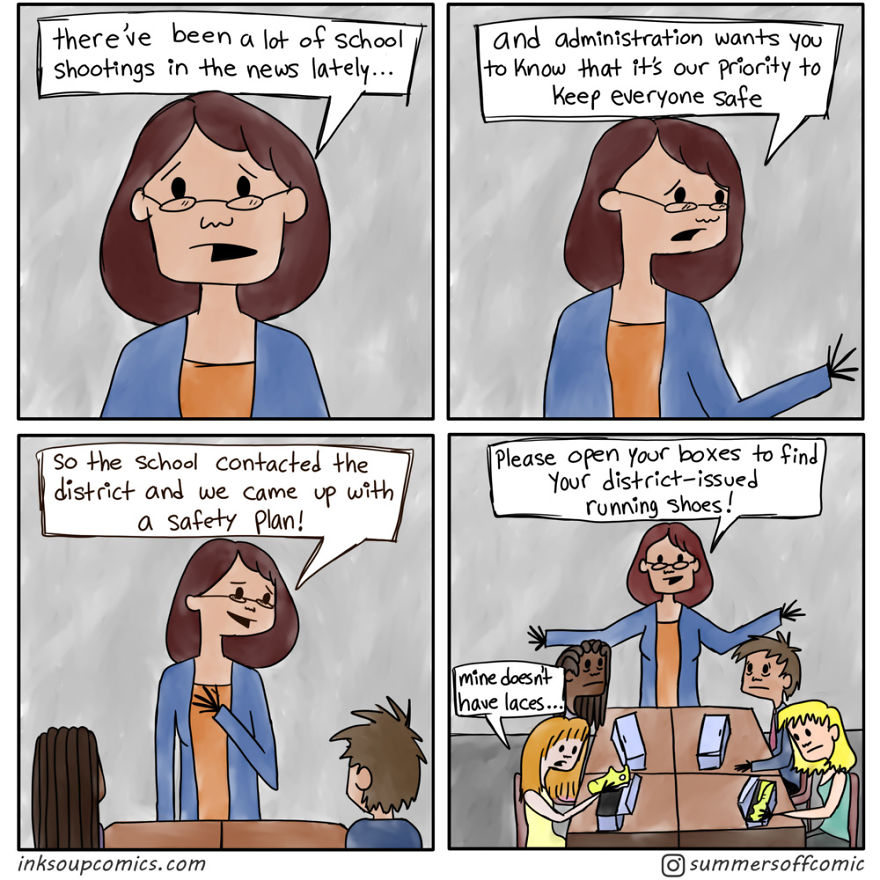 there've been a lot of school
shootings in the news lately...
and administration wants you
to know that it's our priority to
keep everyone safe
So the school contacted the
district and we came up with
a safety plan!
Please open your boxes to find
your district-issued
running shoes!
mine doesn't
have laces...
inksoupcomics.com
summersoffcomic